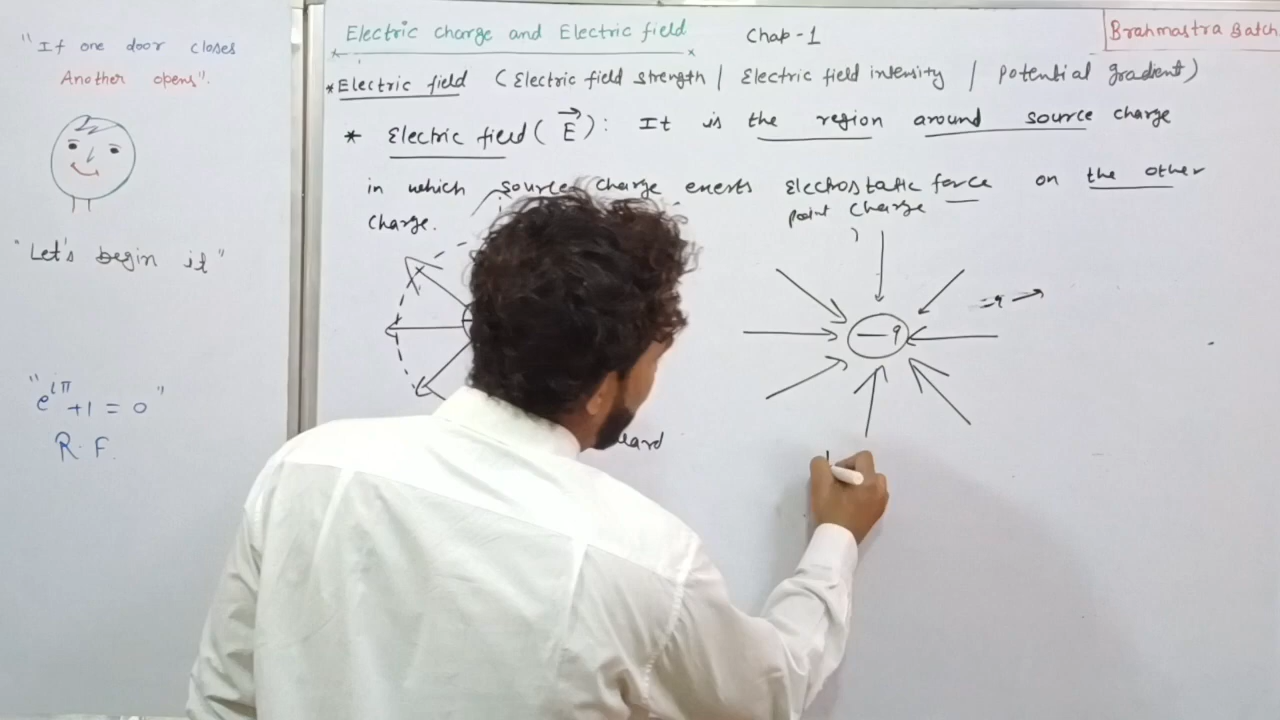 "If one door closes
Another opens".
"Let's begin it"
"e^iπ +1 = 0"
R. F.
Electric charge and Electric field Chap-1
Brahmastra Batch
* Electric field ( Electric field strength / Electric field intensity / potential gradient )
* Electric field ( E⃗ ): It is the region around source charge
in which source charge exerts Electrostatic force on the other
charge. point charge
-q